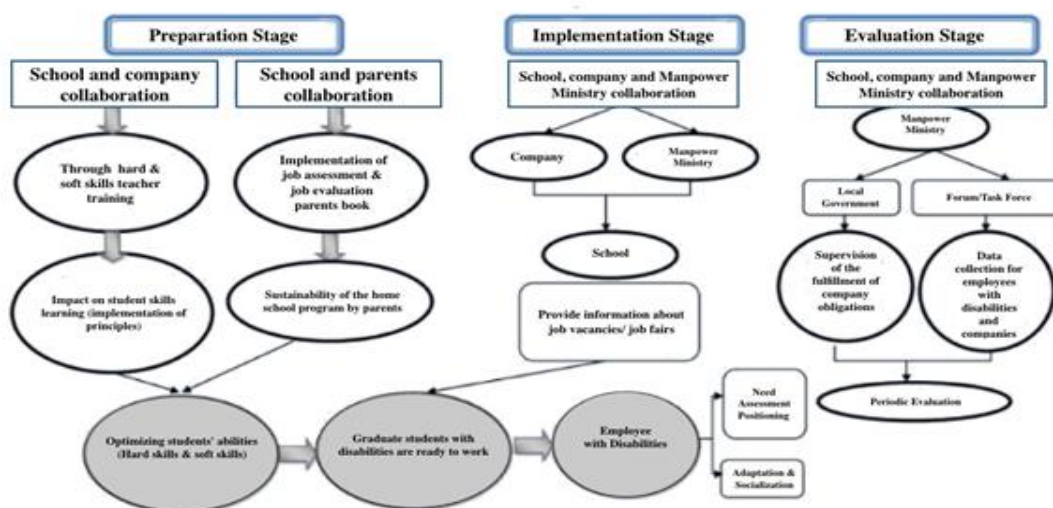 Preparation Stage
Implementation Stage
Evaluation Stage
School and company
collaboration
School and parents
collaboration
School, company and Manpower
Ministry collaboration
School, company and Manpower
Ministry collaboration
Through hard &
soft skills teacher
training
Implementation of
job assessment &
job evaluation
parents book
Company
Manpower
Ministry
Manpower
Ministry
Local
Government
Forum/Task Force
School
Supervision
of the
fulfillment of
company
obligations
Data
collection for
employees
with
disabilities
and
companies
Impact on student skills
learning (implementation of
principles)
Sustainability of the home
school program by parents
Provide information about
job vacancies/ job fairs
Periodic Evaluation
Optimizing students' abilities
(Hard skills & soft skills)
Graduate students with
disabilities are ready to work
Employee
with Disabilities
Need
Assessment
Positioning
Adaptation &
Socialization